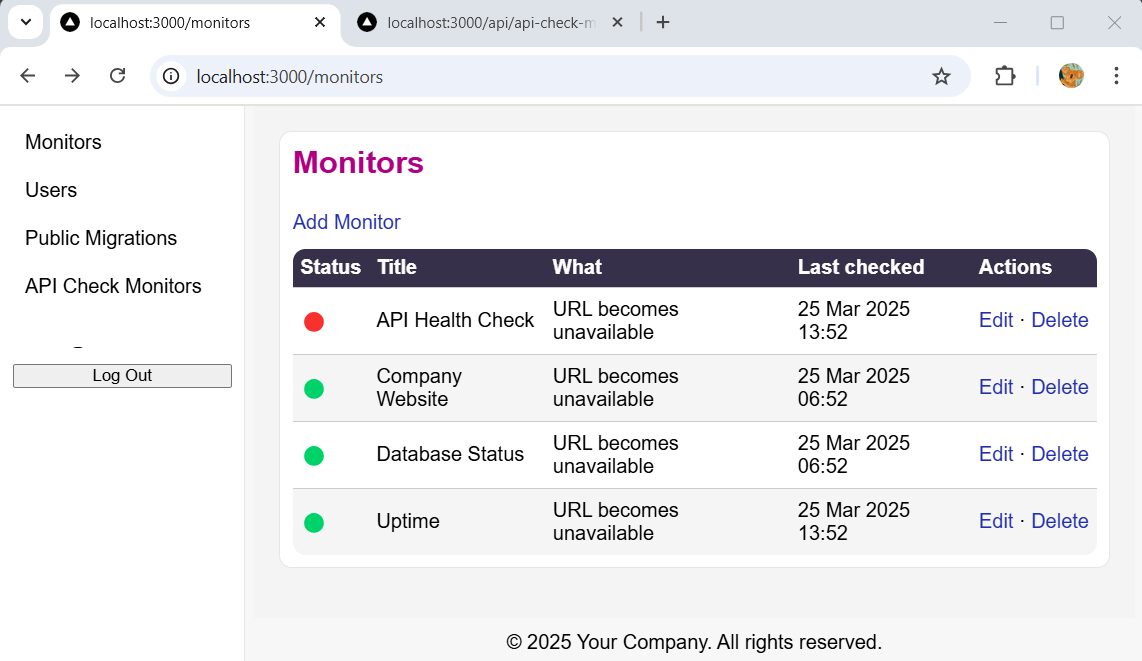 localhost:3000/monitors
localhost:3000/api/api-check-m
localhost:3000/monitors
Monitors
Users
Public Migrations
API Check Monitors
Log Out
Monitors
Add Monitor
Status Title What Last checked Actions
API Health Check URL becomes unavailable 25 Mar 2025 13:52 Edit · Delete
Company Website URL becomes unavailable 25 Mar 2025 06:52 Edit · Delete
Database Status URL becomes unavailable 25 Mar 2025 06:52 Edit · Delete
Uptime URL becomes unavailable 25 Mar 2025 13:52 Edit · Delete
© 2025 Your Company. All rights reserved.